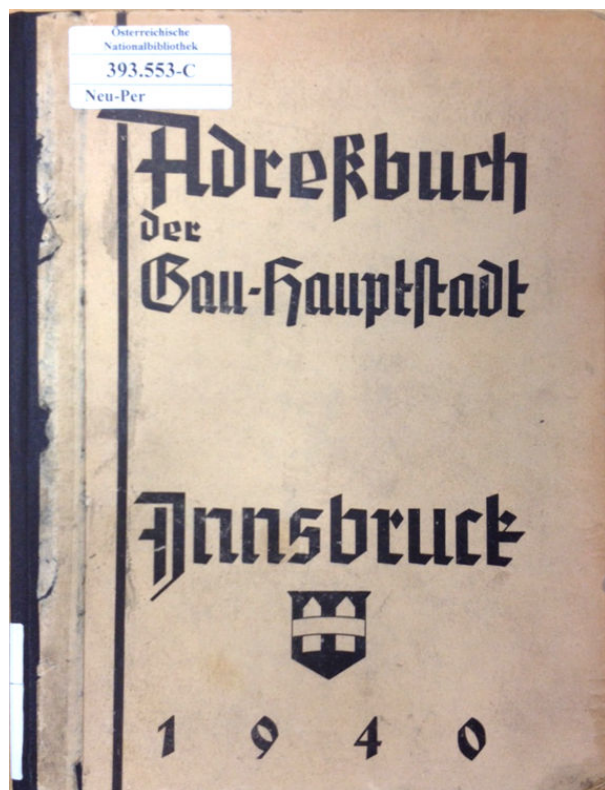 Österreichische
Nationalbibliothek
393.553-C
Neu-Per
Adreßbuch
der
Gau-Hauptstadt
Innsbruck
1940